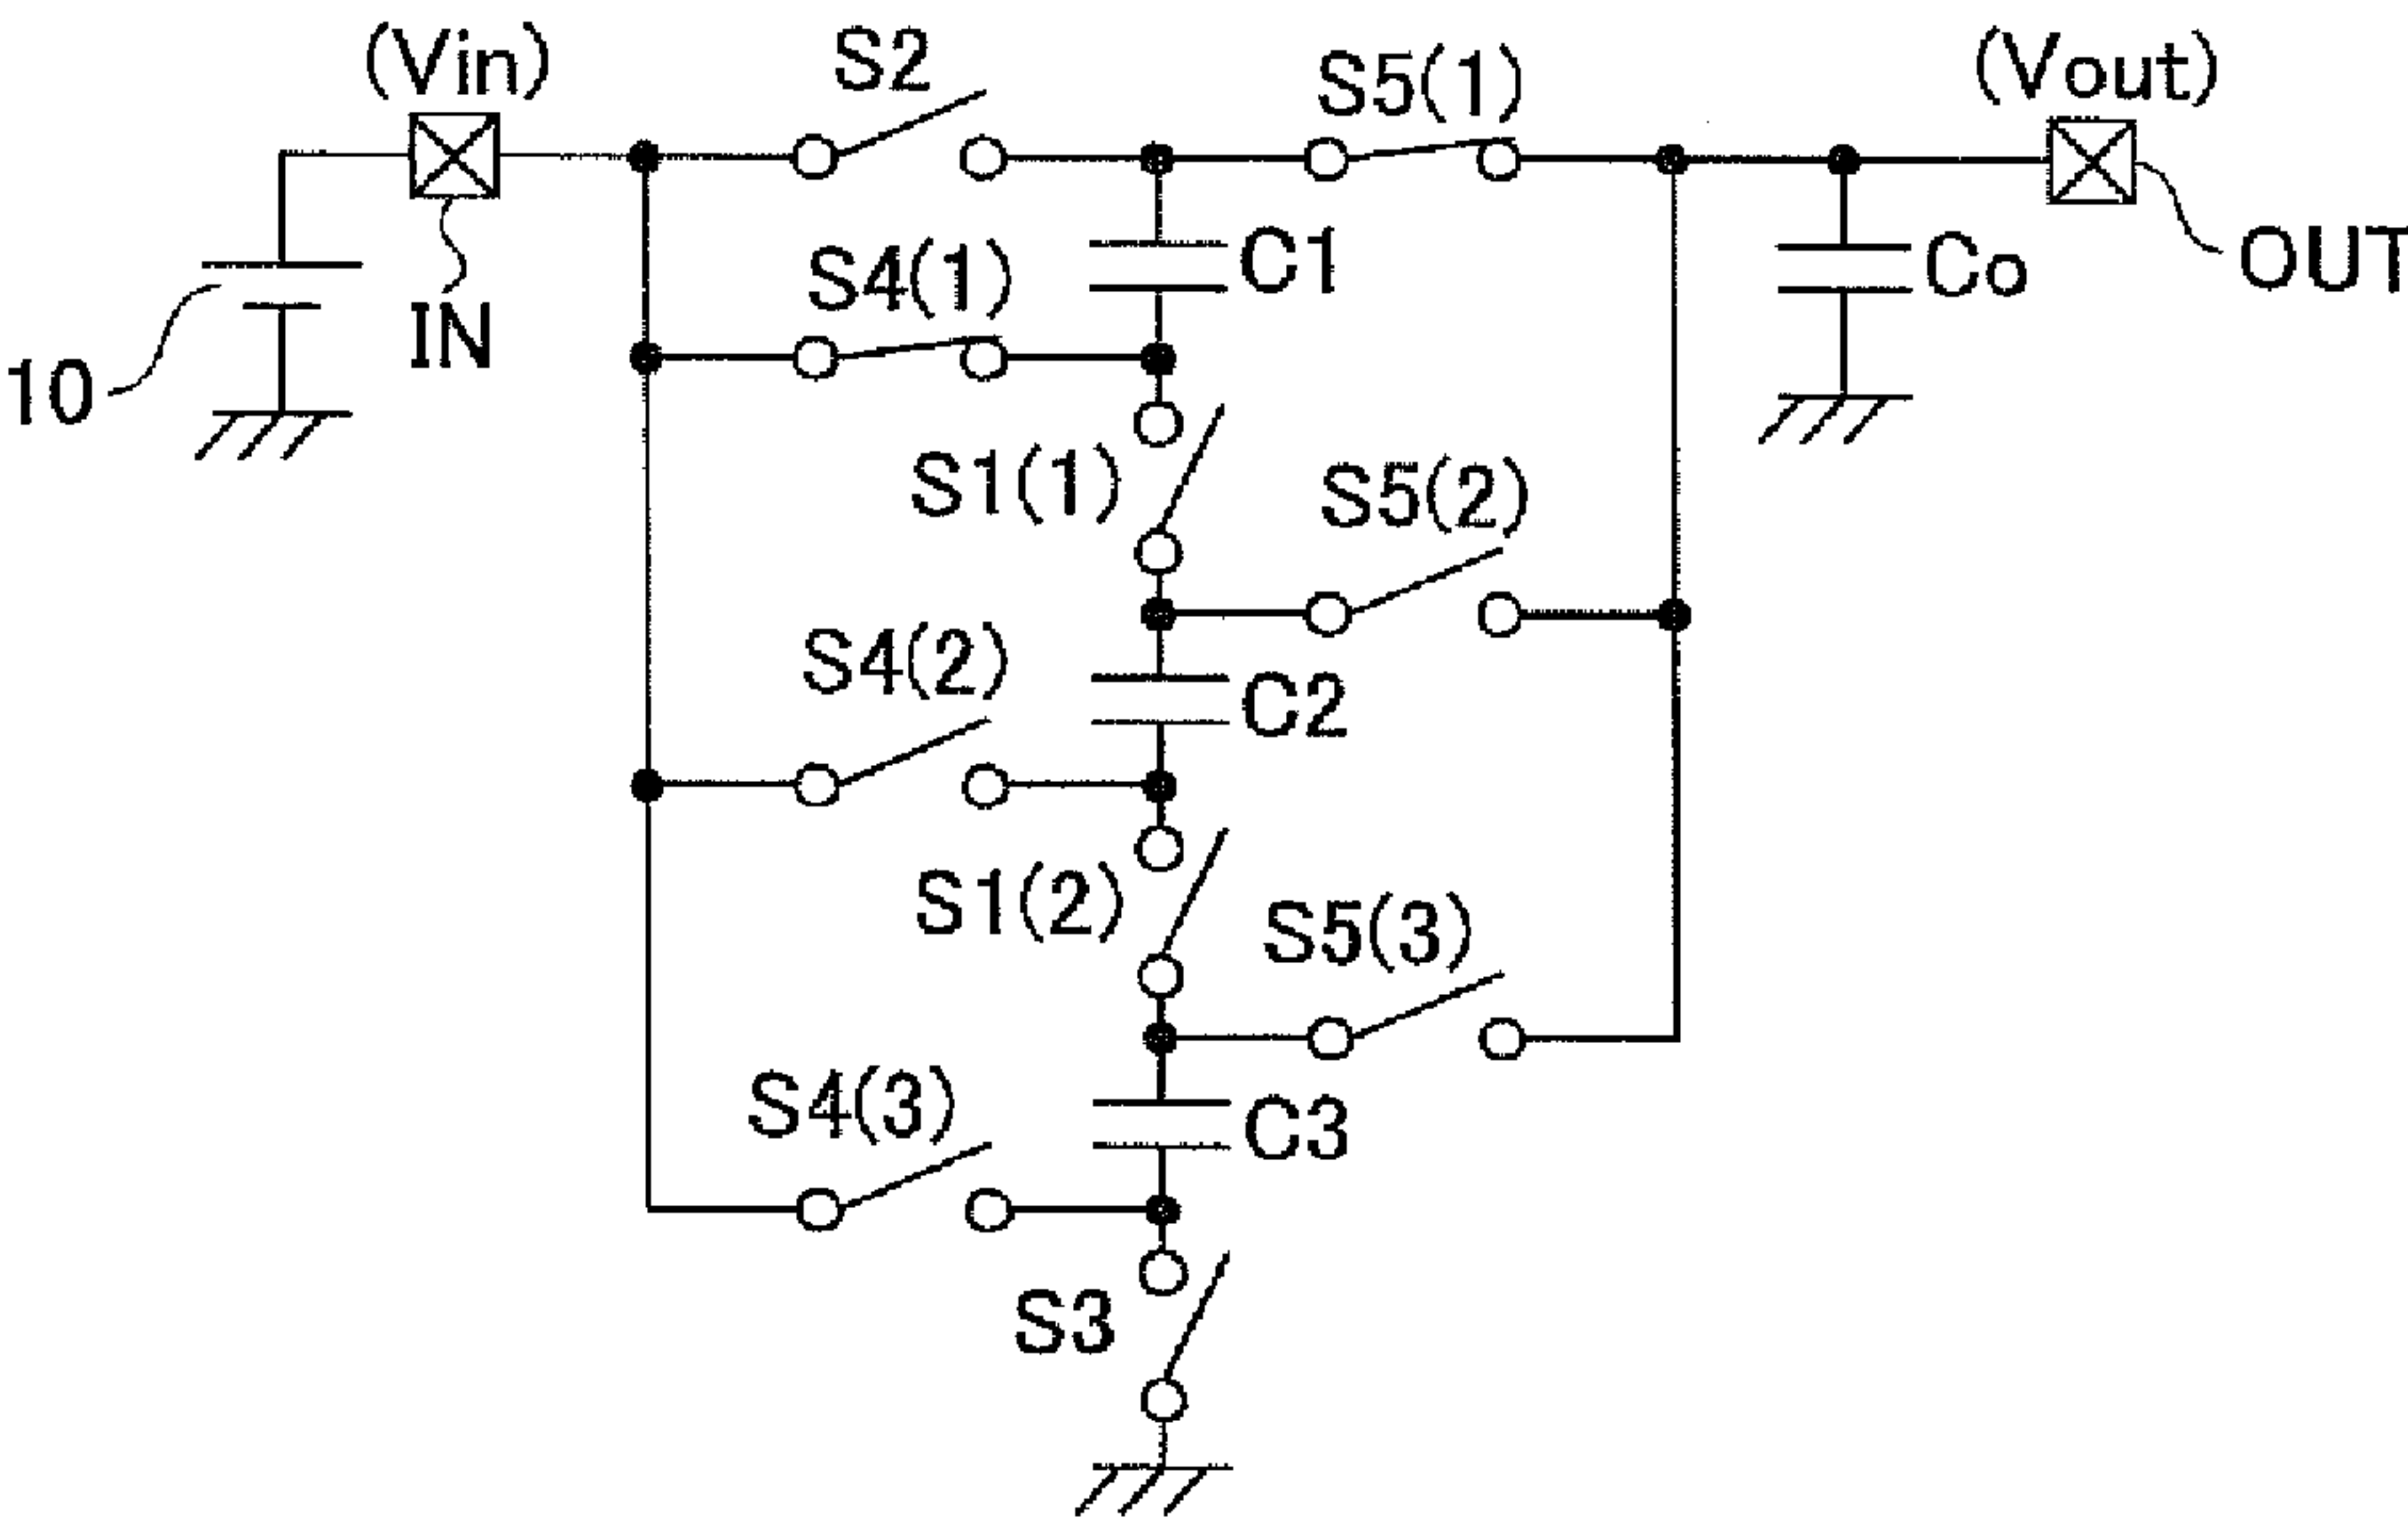 (Vin)
S2
S5(1)
(Vout)
S4(1)
C1
Co
OUT
IN
10
S1(1)
S5(2)
S4(2)
C2
S1(2)
S5(3)
S4(3)
C3
S3